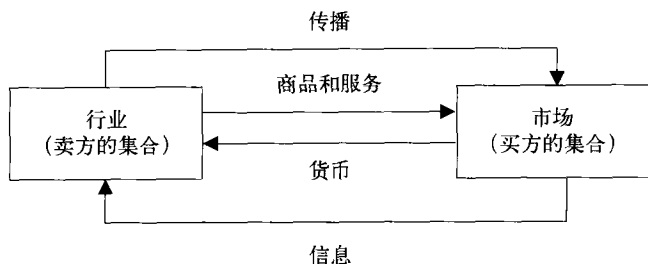 传播
商品和服务
行业
（卖方的集合）
市场
（买方的集合）
货币
信息